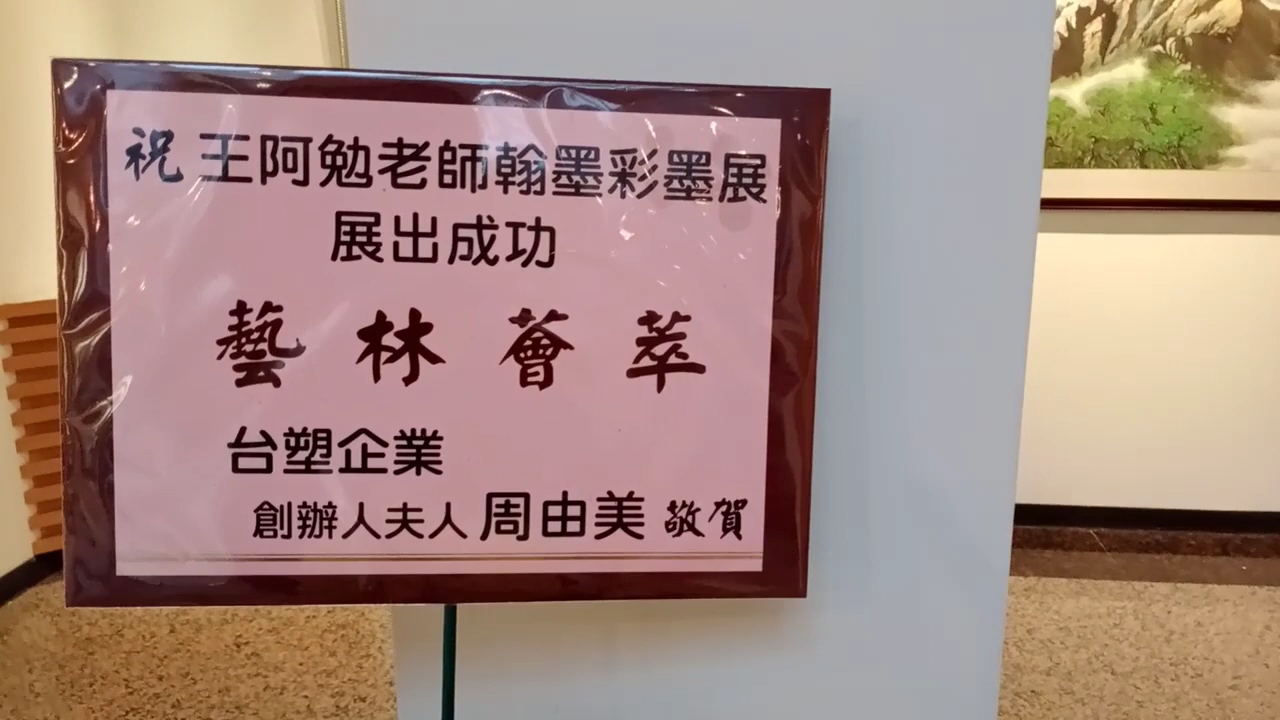 祝 王阿勉老師翰墨彩墨展
展出成功
藝林薈萃
台塑企業
創辦人夫人 周由美 敬賀